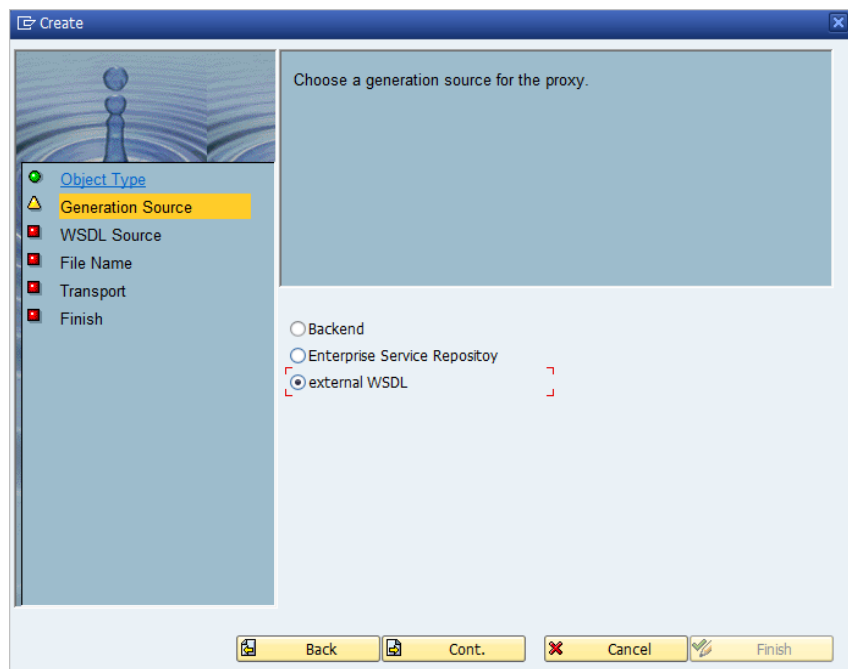 Create
Choose a generation source for the proxy.
Object Type
Generation Source
WSDL Source
File Name
Transport
Finish
Backend
Enterprise Service Repositoy
external WSDL
Back
Cont.
Cancel
Finish